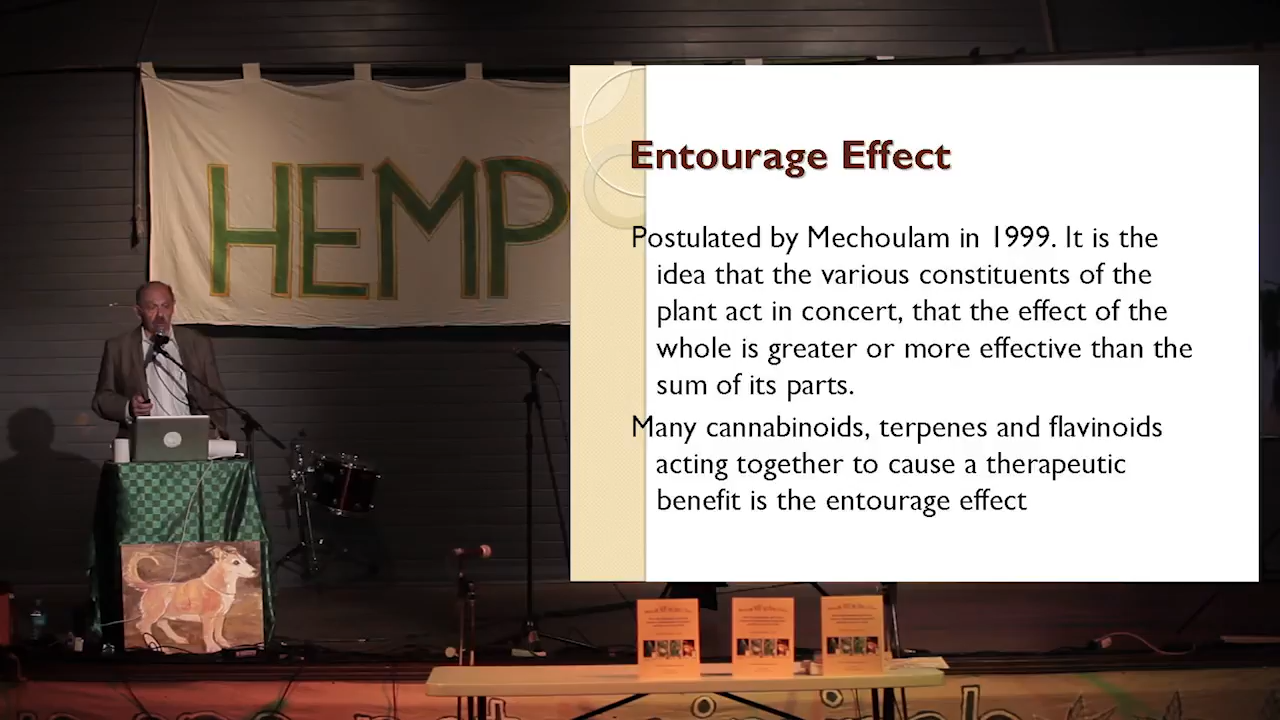 HEMP
Entourage Effect
Postulated by Mechoulam in 1999. It is the
idea that the various constituents of the
plant act in concert, that the effect of the
whole is greater or more effective than the
sum of its parts.
Many cannabinoids, terpenes and flavinoids
acting together to cause a therapeutic
benefit is the entourage effect